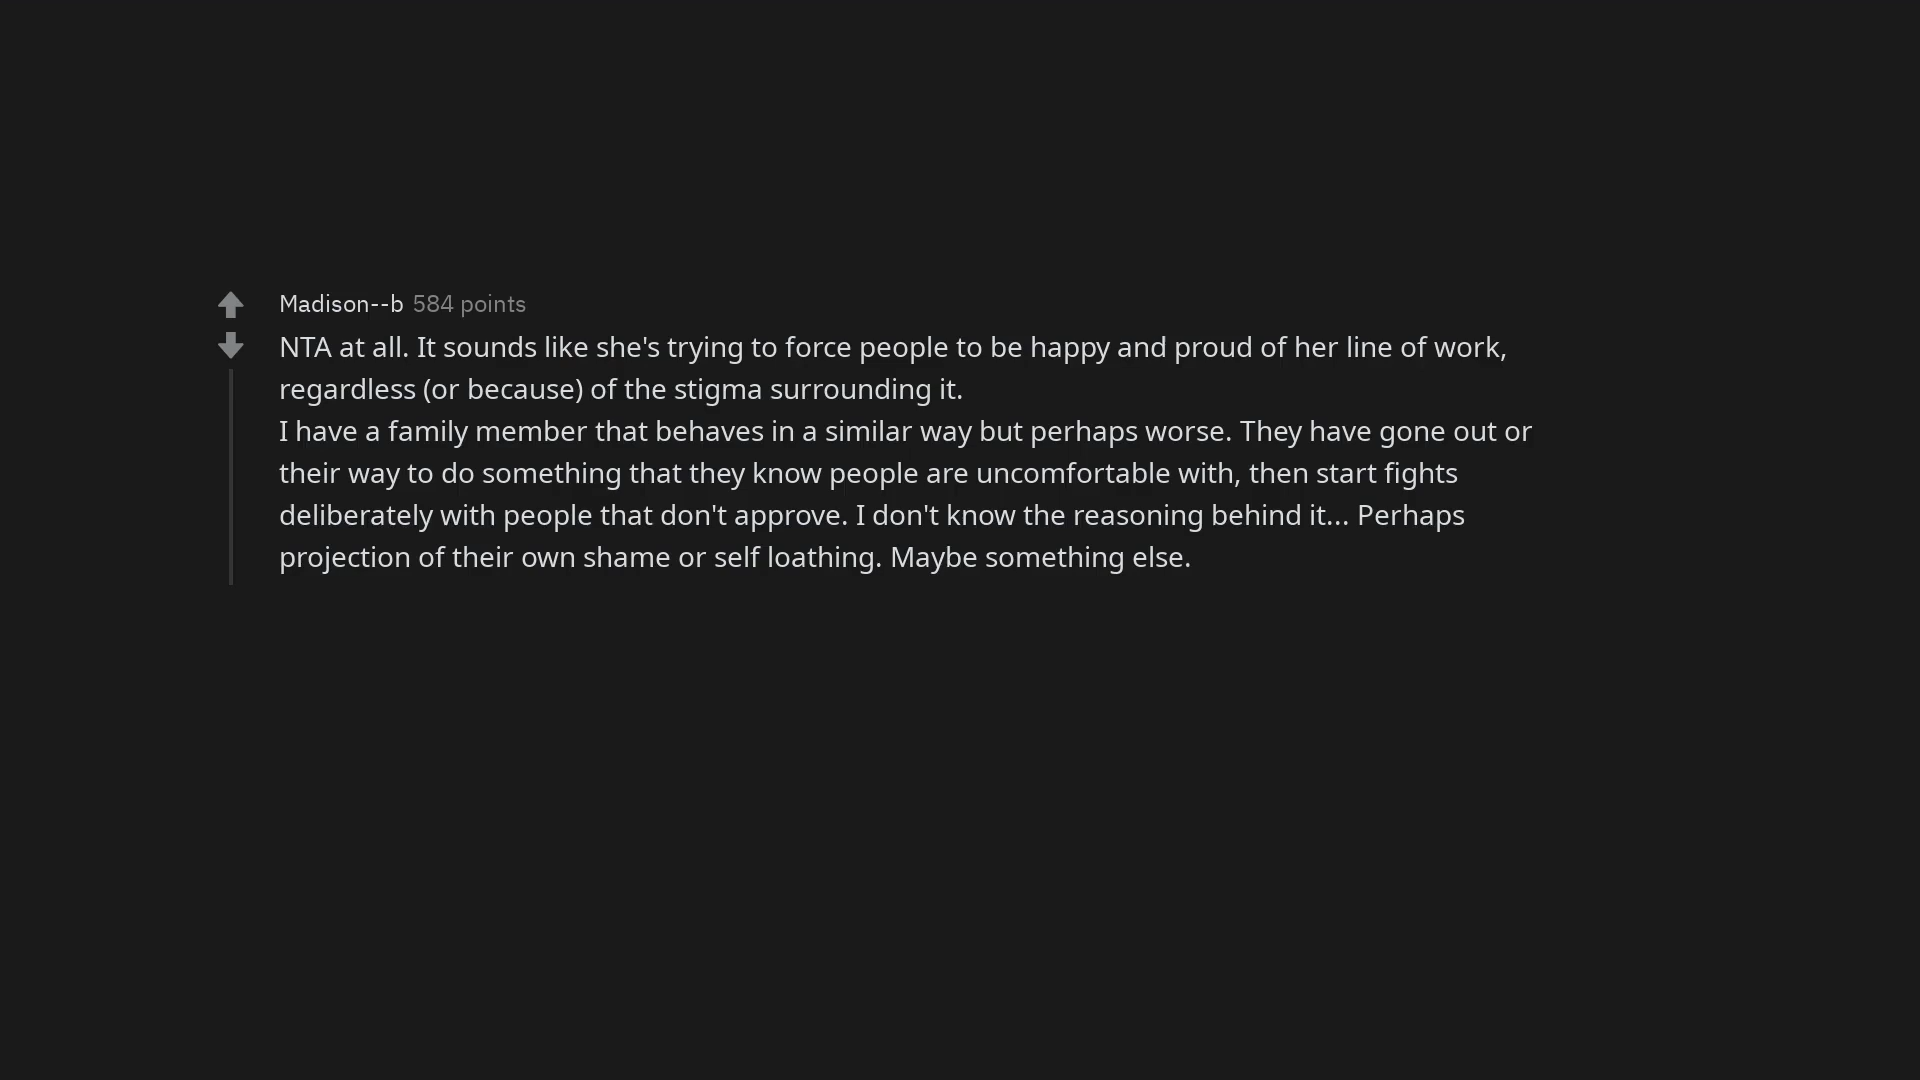 Madison--b 584 points
NTA at all. It sounds like she's trying to force people to be happy and proud of her line of work,
regardless (or because) of the stigma surrounding it.
I have a family member that behaves in a similar way but perhaps worse. They have gone out or
their way to do something that they know people are uncomfortable with, then start fights
deliberately with people that don't approve. I don't know the reasoning behind it... Perhaps
projection of their own shame or self loathing. Maybe something else.